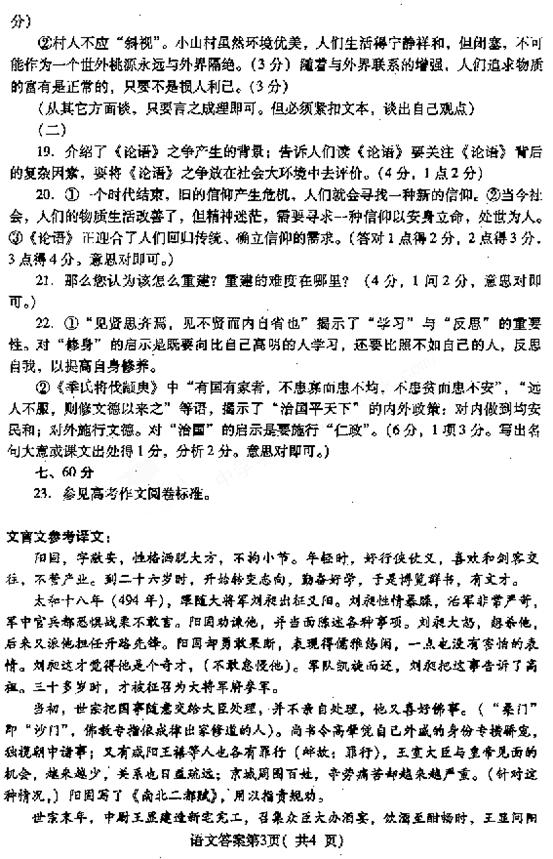 分）
②村人不应“斜视”。小山村虽然环境优美，人们生活得宁静祥和，但闭塞，不可
能作为一个世外桃源永远与外界隔绝。（3 分）随着与外界联系的增强，人们追求物质
的富有是正常的，只要不是损人利己。（3 分）
（从其它方面谈，只要言之成理即可。但必须紧扣文本，谈出自己观点）
（二）
19．介绍了《论语》之争产生的背景；告诉人们读《论语》要关注《论语》背后
的复杂因素，要将《论语》之争放在社会大环境中去评价。（4 分，1 点 2 分）
20．①一个时代结束，旧的信仰产生危机，人们就会寻找一种新的信仰。②当今社
会，人们的物质生活改善了，但精神迷茫，需要寻求一种信仰以安身立命，处世为人。
③《论语》正迎合了人们回归传统、确立信仰的需求。（答对 1 点得 2 分，2 点得 3 分，
3 点得 4 分。意思对即可。）
21．那么您认为该怎么重建？重建的难度在哪里？（4 分，1 问 2 分，意思对即
可。）
22．①“见贤思齐焉，见不贤而内自省也”揭示了“学习”与“反思”的重要
性。对“修身”的启示是既要向比自己高明的人学习，还要比照不如自己的人，反思
自我，以提高自身修养。
②《季氏将伐颛臾》中“有国有家者，不患寡而患不均，不患贫而患不安”，“远
人不服，则修文德以来之”等语，揭示了“治国平天下”的内外政策：对内做到均安
民和；对外施行文德。对“治国”的启示是要施行“仁政”。（6 分，1 项 3 分。写出名
句大意或课文出处得 1 分，分析 2 分。意思对即可。）
七、60 分
23．参见高考作文阅卷标准。
文言文参考译文：
阳固，字敬安，性格洒脱大方，不拘小节。年轻时，好行侠仗义，喜欢和剑客交
往，不营产业。到二十六岁时，开始转变志向，勤奋好学，于是博览群书，有文才。
太和十八年（494 年），跟随大将军刘昶出征义阳。刘昶性情暴躁，治军非常严苛，
军中官兵都恐惧战栗不敢言。阳固劝谏他，并当面陈述各种事项。刘昶大怒，想杀他，
后来又派他担任开路先锋。阳固却勇敢果断，表现得儒雅悠闲，一点也没有害怕的表
情。刘昶这才觉得他是个奇才，（不敢怠慢他）。军队凯旋而还，刘昶把这事告诉了高
祖。三十多岁时，才被征召为大将军府参军。
当初，世宗把国事随意交给大臣处理，并不亲自处理，他又喜好佛事。（“桑门”
即“沙门”，佛教专指依戒律出家修道的人）。尚书令高肇凭自己外戚的身份专横研究，
独揽朝中诸事；又有咸阳王禧等人也各有罪行（衅故：罪行），王室大臣与皇帝见面的
机会，越来越少，关系也日益疏远；京城周围百姓，辛劳痛苦却越来越严重。（针对这
种情况，）阳固写了《南北二都赋》，用以指责规劝。
世宗末年，中尉王显建造新宅完工，召集众臣大办酒宴，饮酒至酣畅时，王显问阳
语文答案第3页（共4 页）